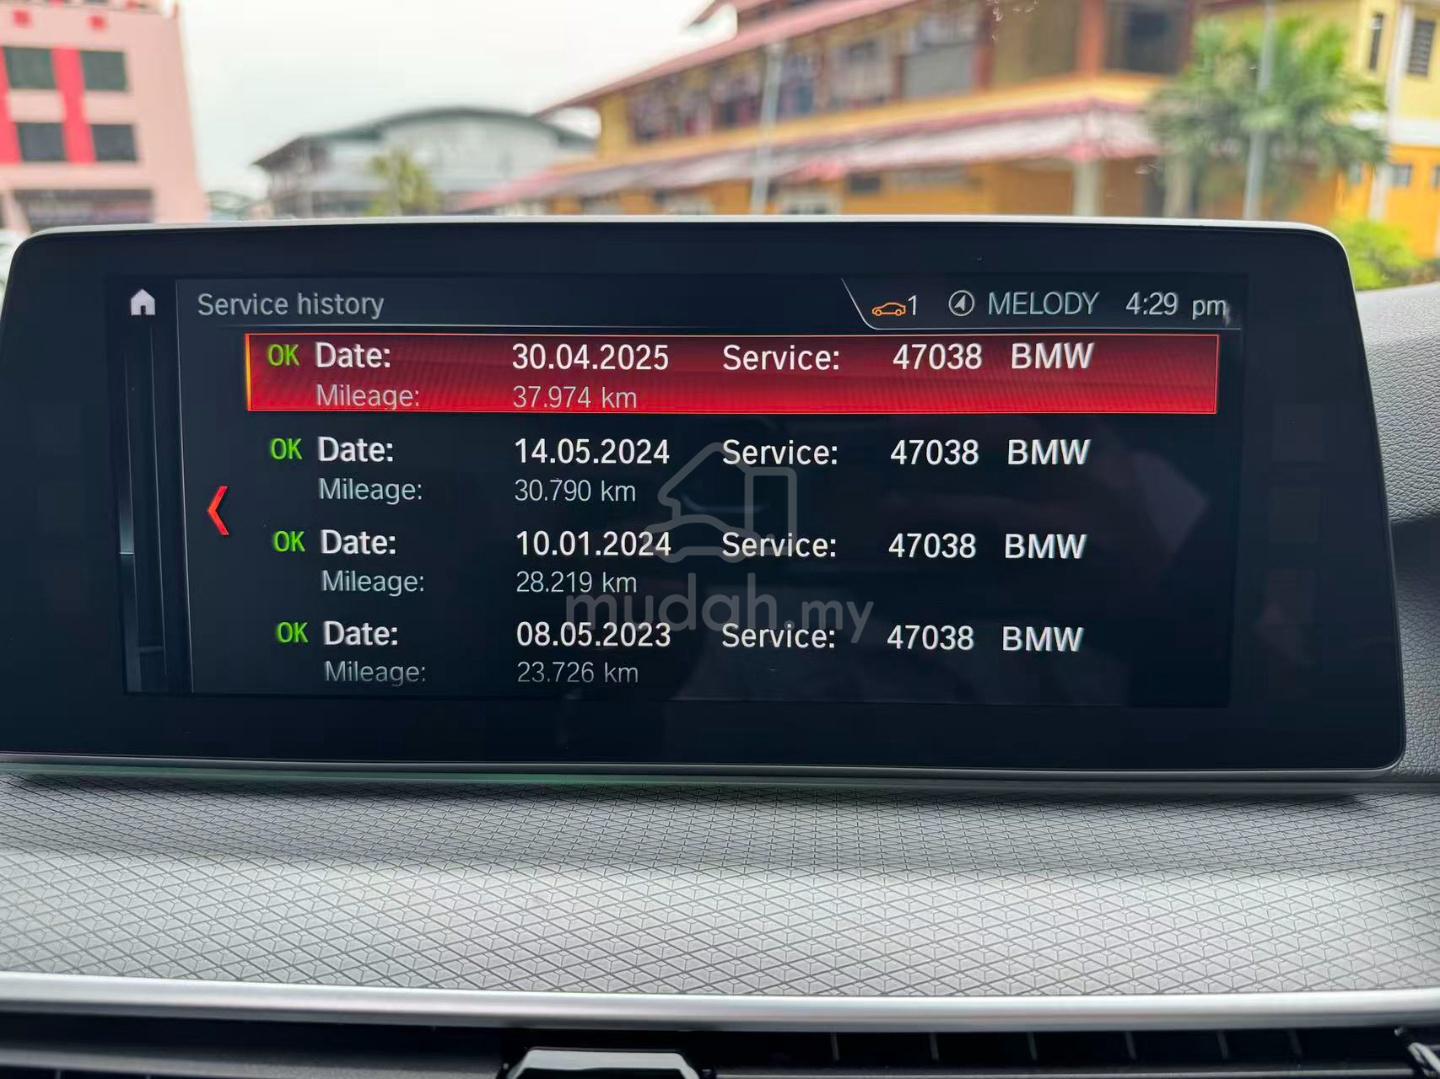 Service history 1 MELODY 4:29 pm
OK Date: 30.04.2025 Service: 47038 BMW
Mileage: 37.974 km
OK Date: 14.05.2024 Service: 47038 BMW
Mileage: 30.790 km
OK Date: 10.01.2024 Service: 47038 BMW
Mileage: 28.219 km
mudah.my
OK Date: 08.05.2023 Service: 47038 BMW
Mileage: 23.726 km